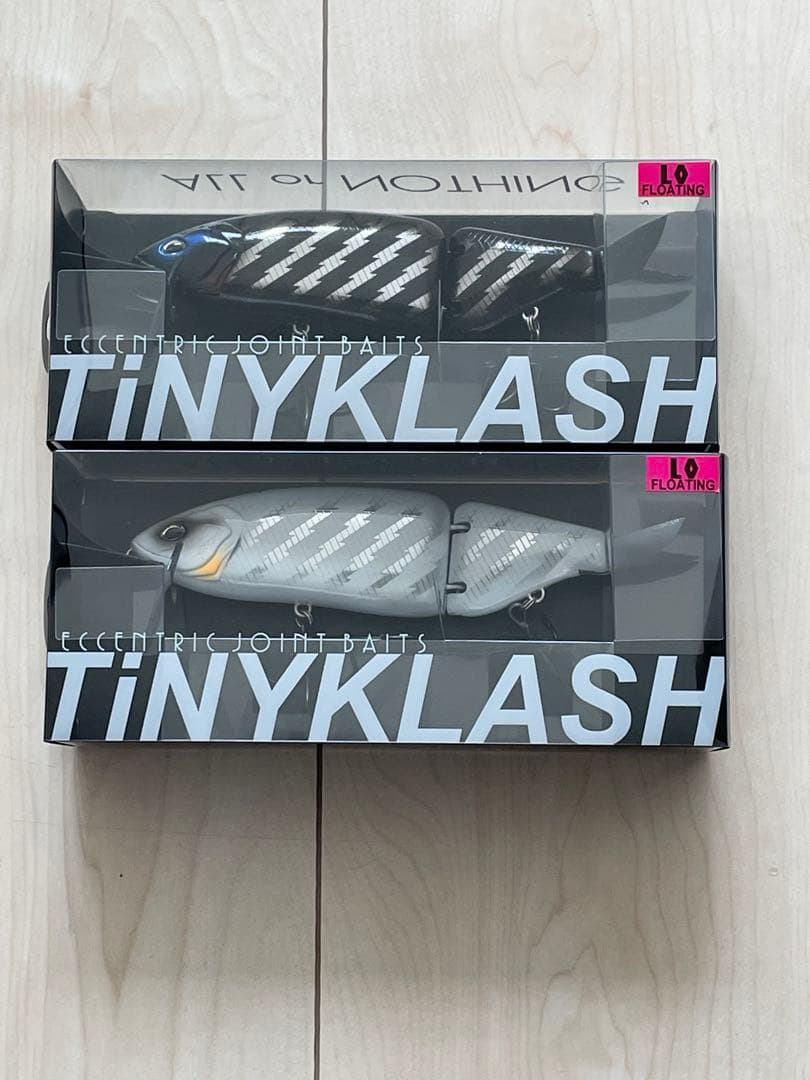 ALL or NOTHING
LO
FLOATING
ECCENTRIC JOINT BAITS
TiNYKLASH
LO
FLOATING
ECCENTRIC JOINT BAITS
TiNYKLASH